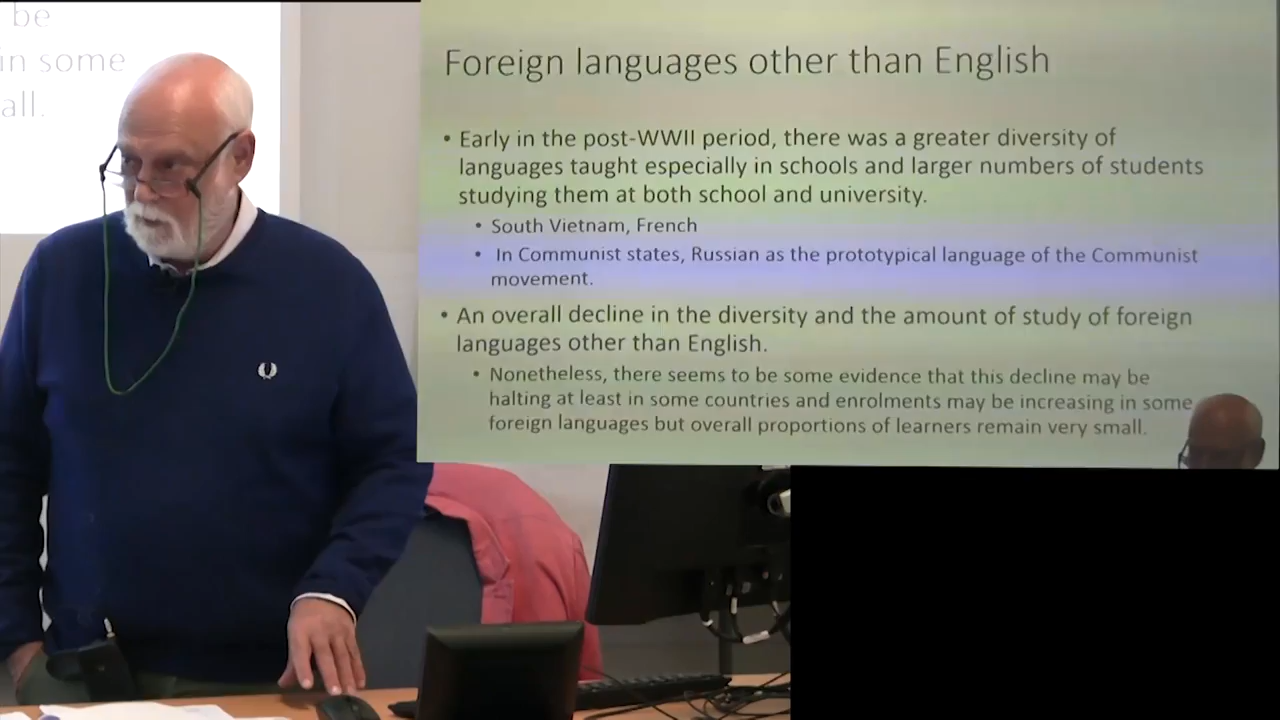 be
in some
all.
Foreign languages other than English
• Early in the post-WWII period, there was a greater diversity of
languages taught especially in schools and larger numbers of students
studying them at both school and university.
• South Vietnam, French
• In Communist states, Russian as the prototypical language of the Communist
movement.
• An overall decline in the diversity and the amount of study of foreign
languages other than English.
• Nonetheless, there seems to be some evidence that this decline may be
halting at least in some countries and enrolments may be increasing in some
foreign languages but overall proportions of learners remain very small.